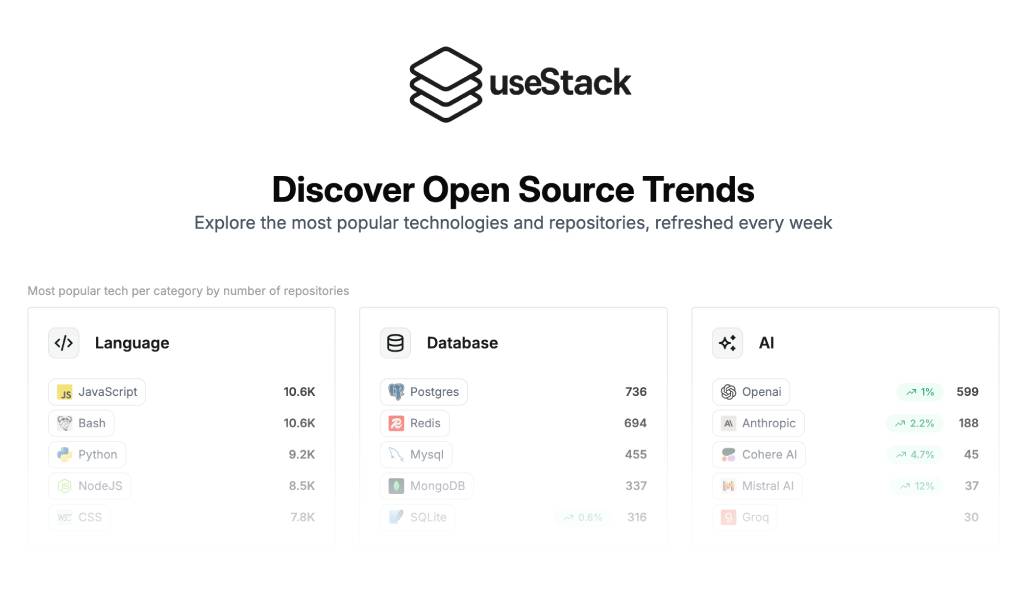 useStack
Discover Open Source Trends
Explore the most popular technologies and repositories, refreshed every week
Most popular tech per category by number of repositories
Language
JS JavaScript 10.6K
Bash 10.6K
Python 9.2K
NodeJS 8.5K
CSS 7.8K
Database
Postgres 736
Redis 694
Mysql 455
MongoDB 337
SQLite 0.6% 316
AI
Openai 1% 599
Anthropic 2.2% 188
Cohere AI 4.7% 45
Mistral AI 12% 37
Groq 30